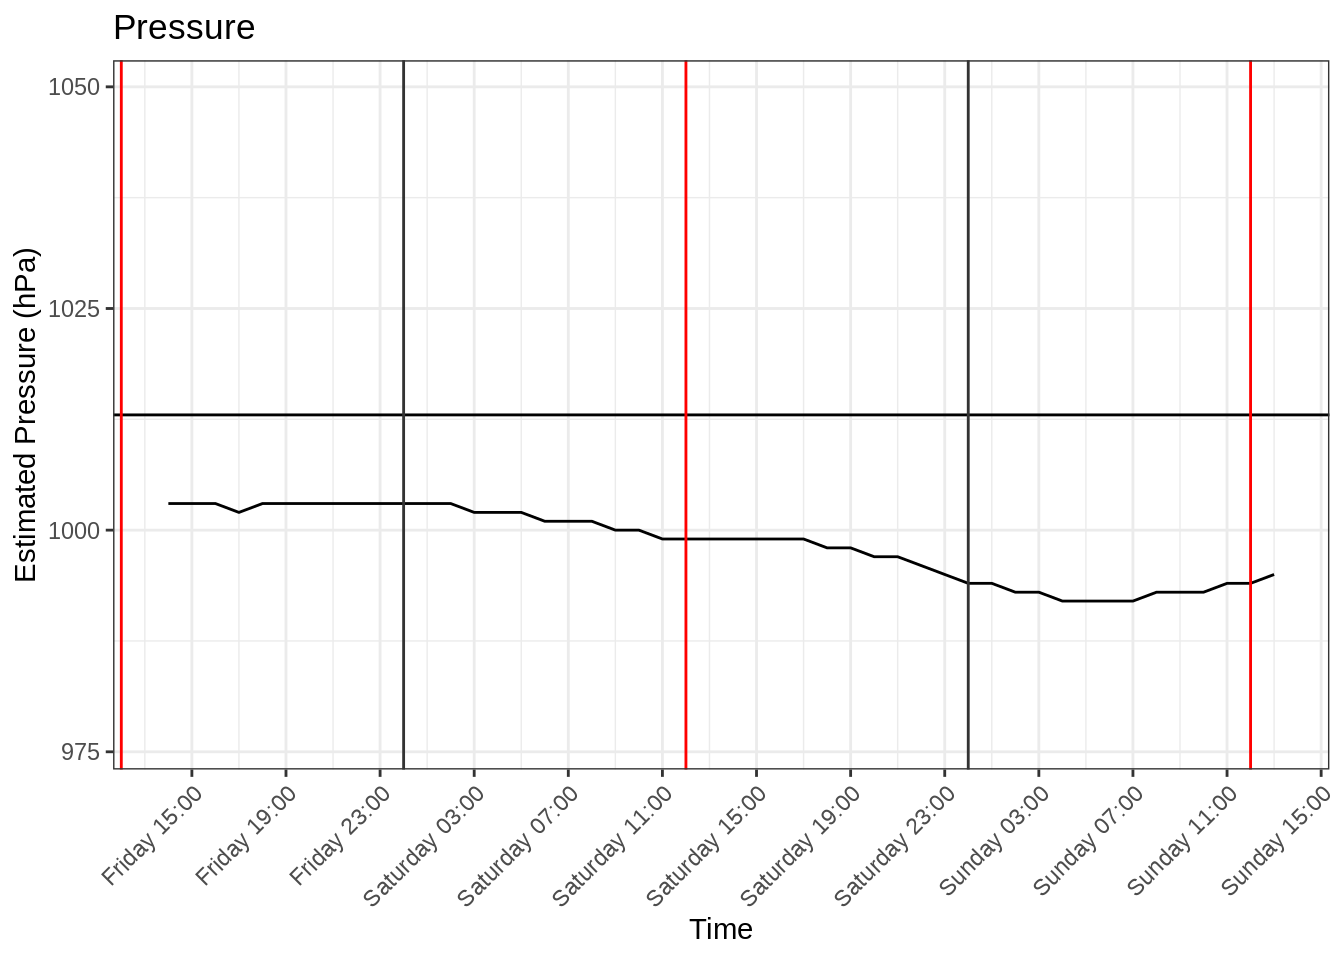 Pressure
Estimated Pressure (hPa)
1050
1025
1000
975
Friday 15:00
Friday 19:00
Friday 23:00
Saturday 03:00
Saturday 07:00
Saturday 11:00
Saturday 15:00
Saturday 19:00
Saturday 23:00
Sunday 03:00
Sunday 07:00
Sunday 11:00
Sunday 15:00
Time